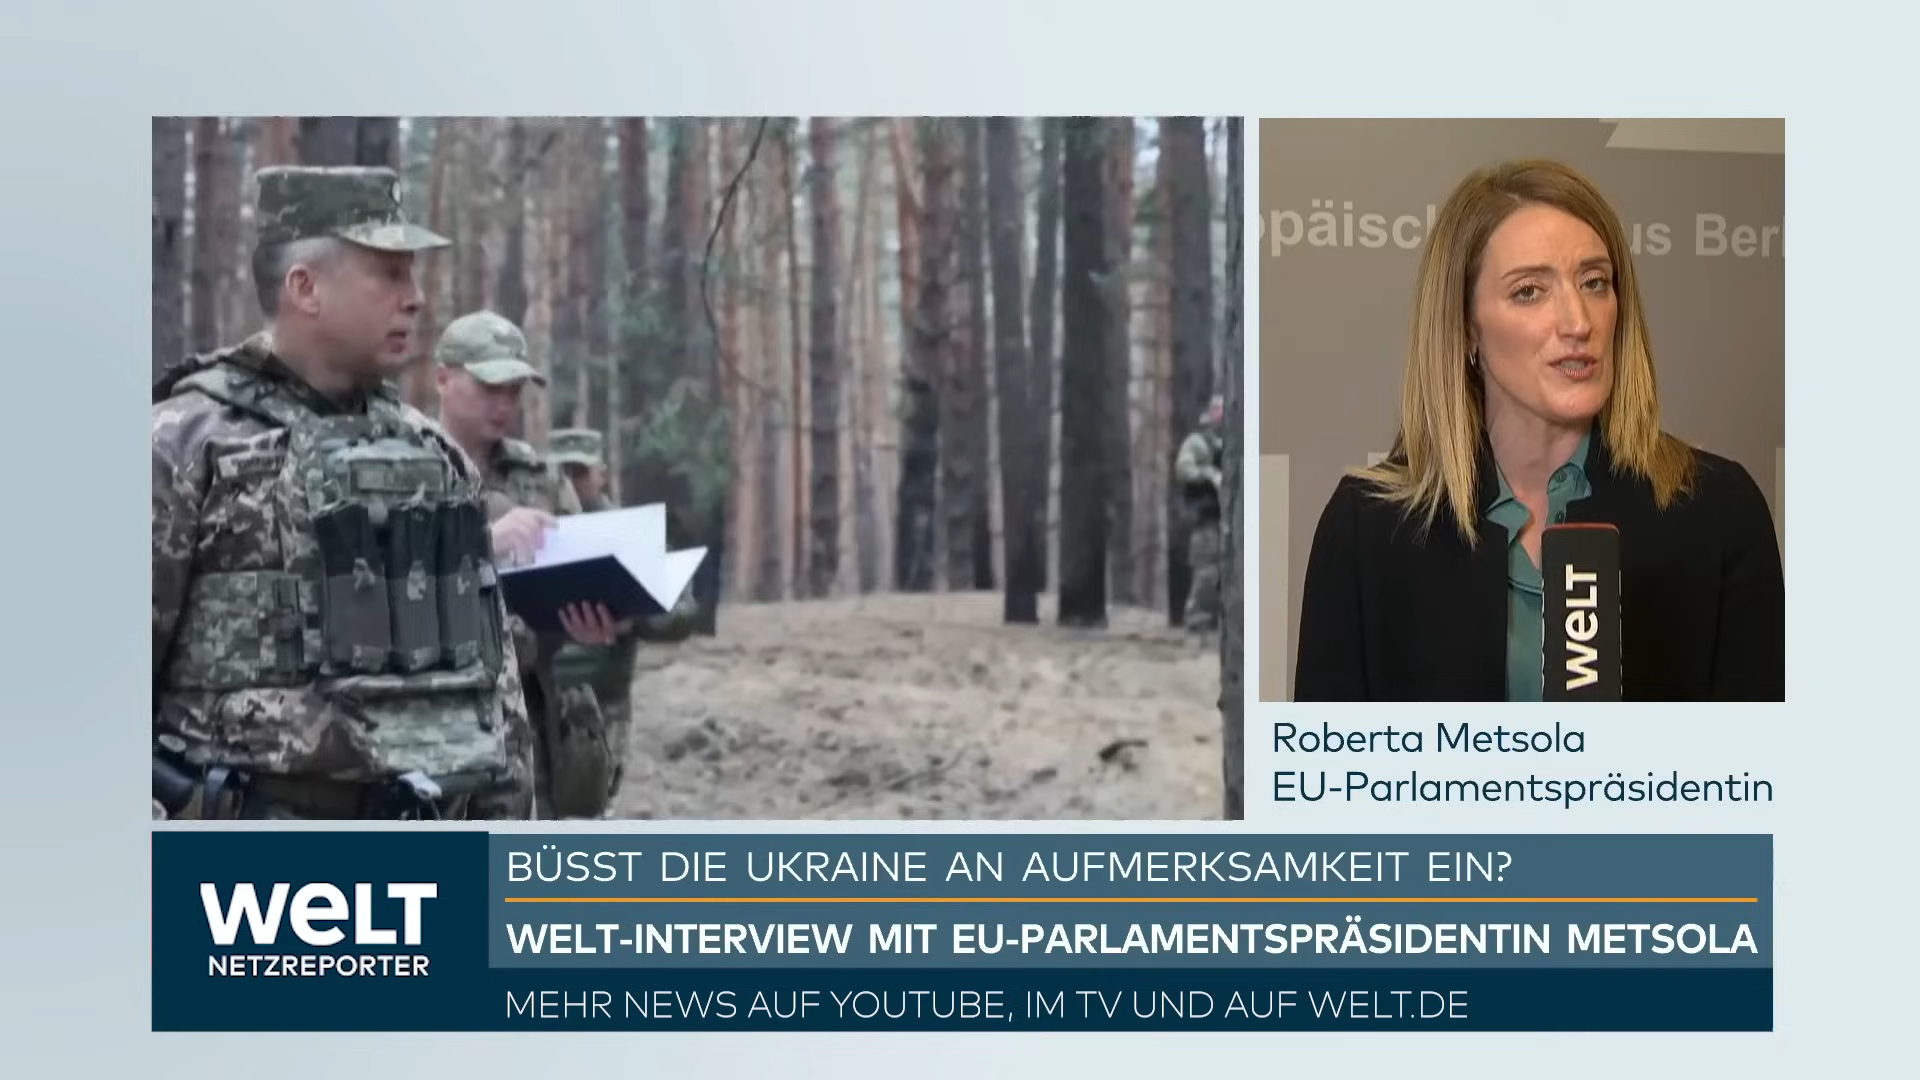 opäisch
us Ber
WELT
Roberta Metsola
EU-Parlamentspräsidentin
WELT
NETZREPORTER
BÜSST DIE UKRAINE AN AUFMERKSAMKEIT EIN?
WELT-INTERVIEW MIT EU-PARLAMENTSPRÄSIDENTIN METSOLA
MEHR NEWS AUF YOUTUBE, IM TV UND AUF WELT.DE